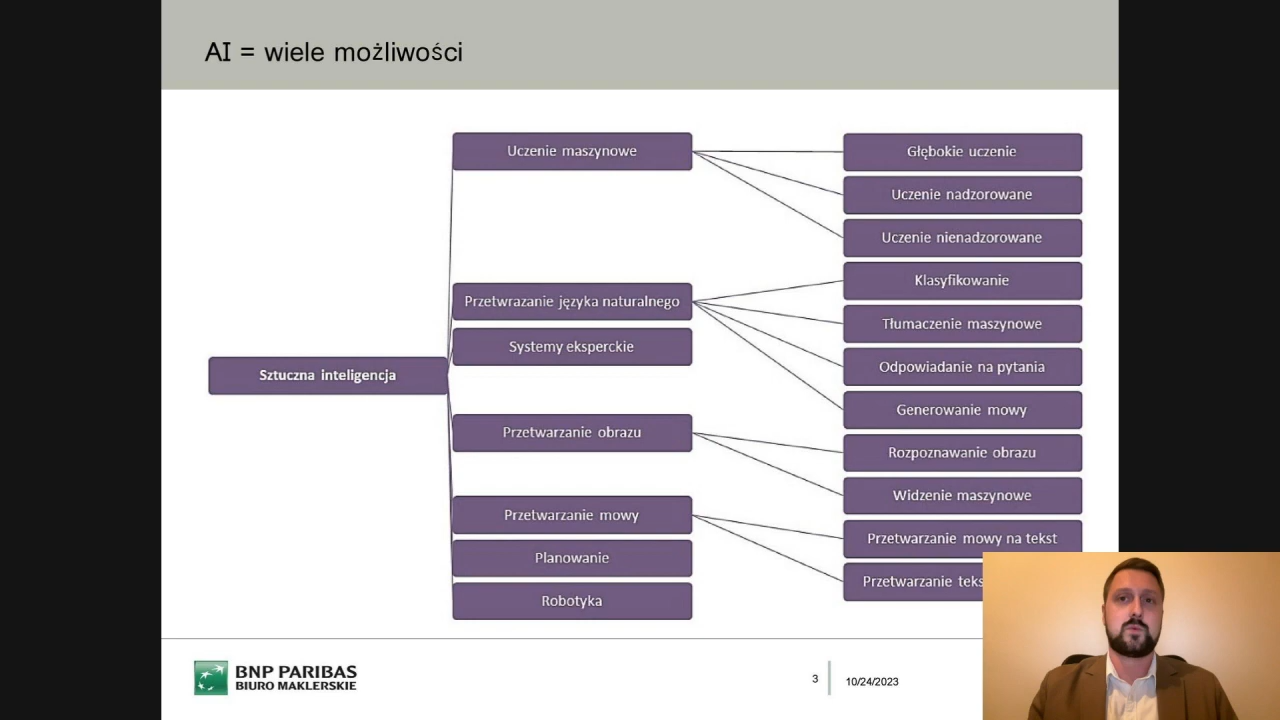 AI = wiele możliwości
Uczenie maszynowe
Głębokie uczenie
Uczenie nadzorowane
Uczenie nienadzorowane
Przetwrazanie języka naturalnego
Klasyfikowanie
Tłumaczenie maszynowe
Odpowiadanie na pytania
Generowanie mowy
Systemy eksperckie
Sztuczna inteligencja
Przetwarzanie obrazu
Rozpoznawanie obrazu
Widzenie maszynowe
Przetwarzanie mowy
Przetwarzanie mowy na tekst
Przetwarzanie
Planowanie
Robotyka
BNP PARIBAS
BIURO MAKLERSKIE
3
10/24/2023